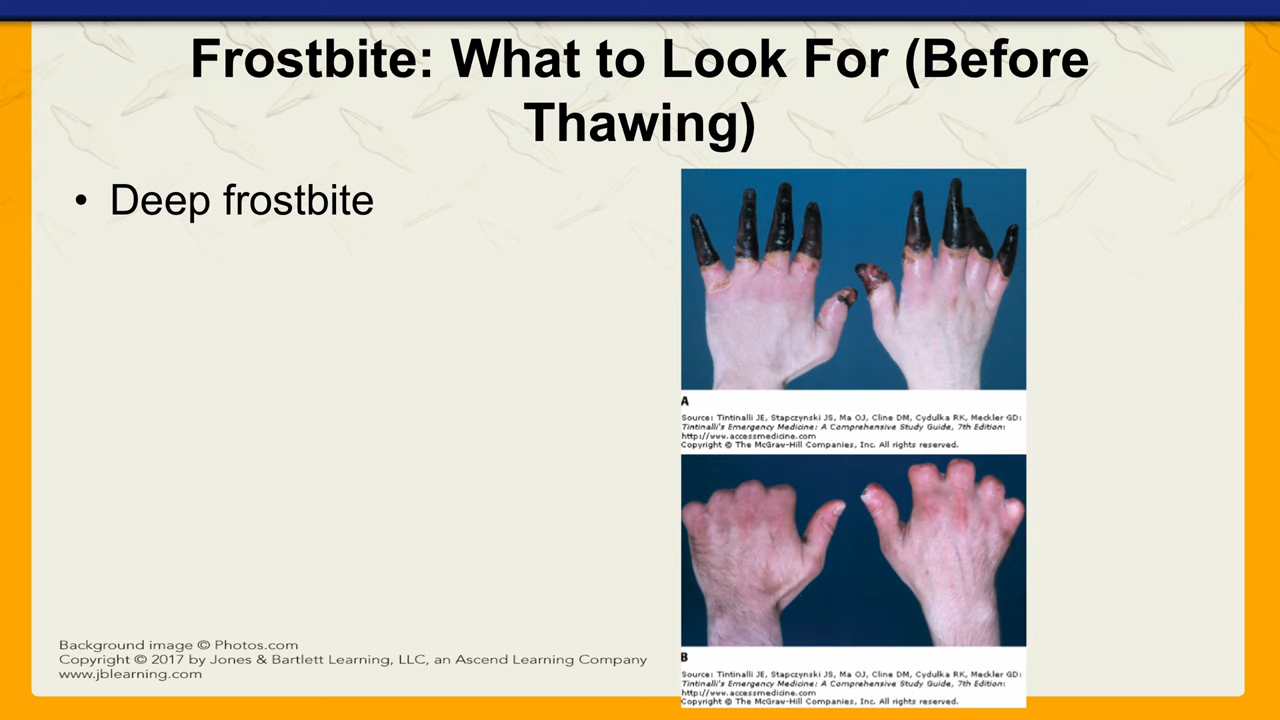 Frostbite: What to Look For (Before
Thawing)
• Deep frostbite
A
Source: Tintinalli JE, Stapczynski JS, Ma OJ, Cline DM, Cydulka RK, Meckler GD:
Tintinalli's Emergency Medicine: A Comprehensive Study Guide, 7th Edition:
http://www.accessmedicine.com
Copyright © The McGraw-Hill Companies, Inc. All rights reserved.
B
Source: Tintinalli JE, Stapczynski JS, Ma OJ, Cline DM, Cydulka RK, Meckler GD:
Tintinalli's Emergency Medicine: A Comprehensive Study Guide, 7th Edition:
http://www.accessmedicine.com
Copyright © The McGraw-Hill Companies, Inc. All rights reserved.
Background image © Photos.com
Copyright © 2017 by Jones & Bartlett Learning, LLC, an Ascend Learning Company
www.jblearning.com